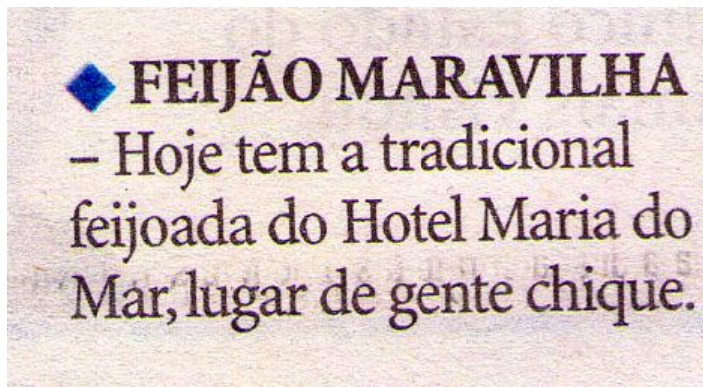 FEIJÃO MARAVILHA
– Hoje tem a tradicional
feijoada do Hotel Maria do
Mar, lugar de gente chique.